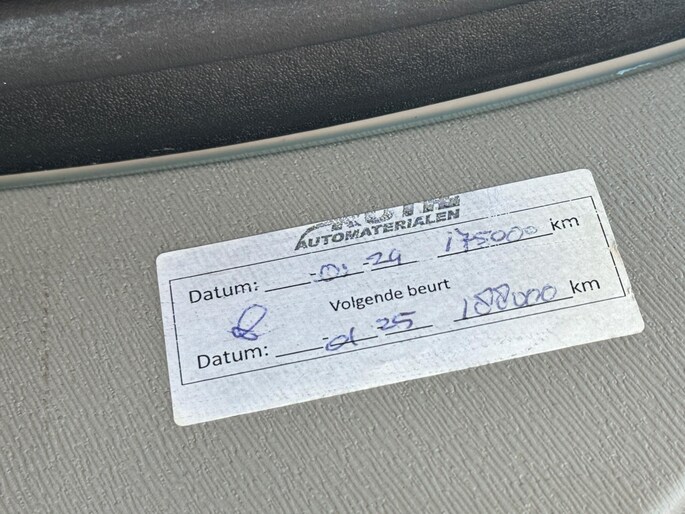 AUTOMATERIALEN
Datum: 01 24 175000 km
Volgende beurt
Datum: 01 25 188000 km